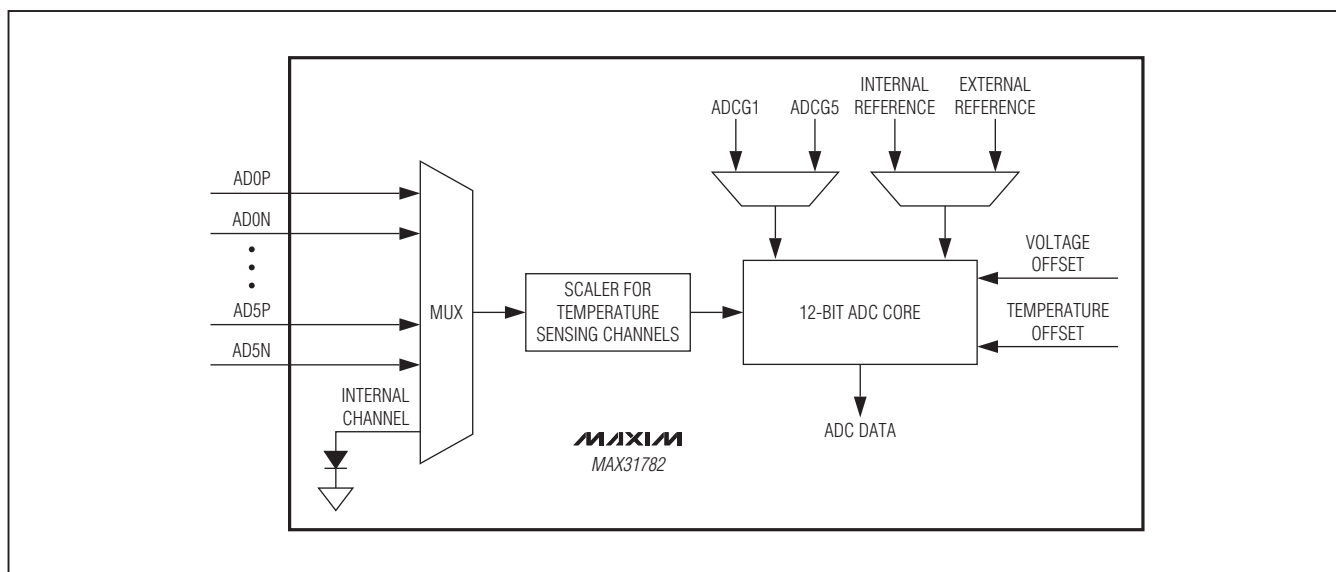 ADCG1
ADCG5
INTERNAL
REFERENCE
EXTERNAL
REFERENCE
AD0P
AD0N
AD5P
AD5N
MUX
SCALER FOR
TEMPERATURE
SENSING CHANNELS
12-BIT ADC CORE
VOLTAGE
OFFSET
TEMPERATURE
OFFSET
INTERNAL
CHANNEL
ADC DATA
MAXIM
MAX31782